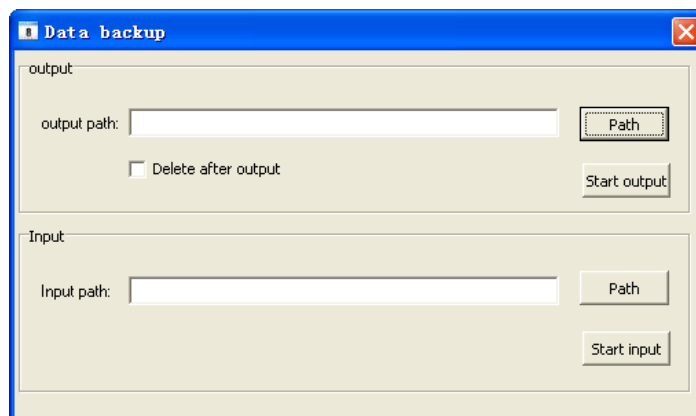 Data backup
output
output path:
Path
Delete after output
Start output
Input
Input path:
Path
Start input